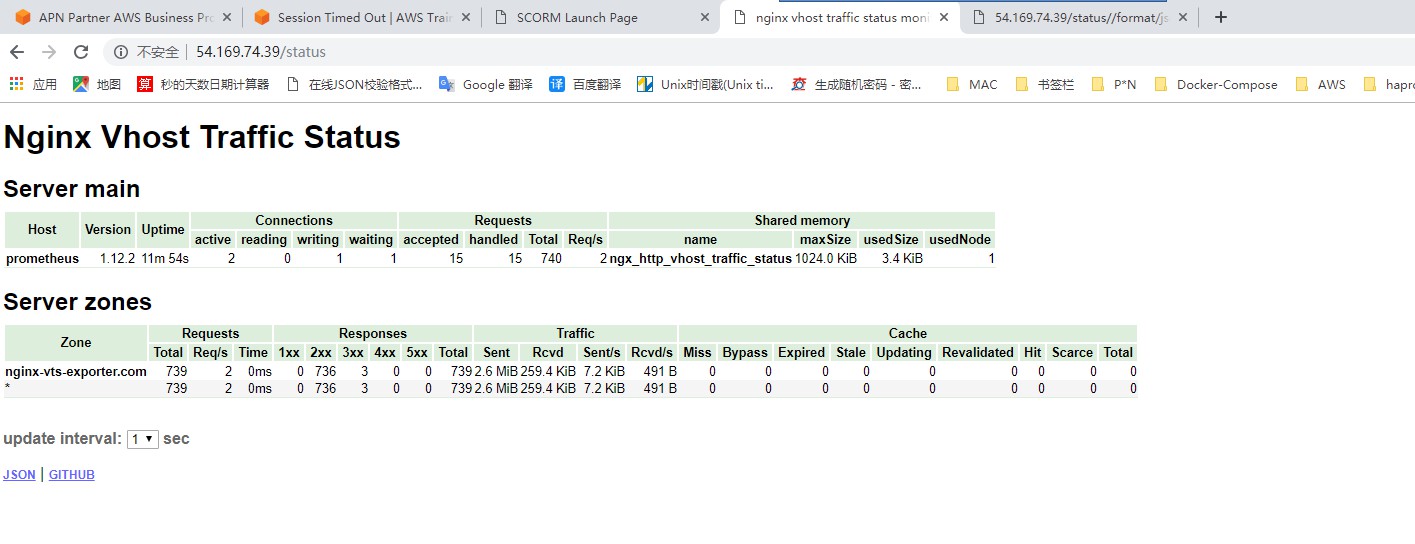 APN Partner AWS Business Pro
Session Timed Out | AWS Train
SCORM Launch Page
nginx vhost traffic status moni
54.169.74.39/status//format/js
不安全 | 54.169.74.39/status
应用 地图 算 秒的天数日期计算器 在线JSON校验格式... Google 翻译 译 百度翻译 Unix时间戳(Unix ti... 生成随机密码 - 密... MAC 书签栏 P*N Docker-Compose AWS hapro
Nginx Vhost Traffic Status
Server main
Host Version Uptime Connections Requests Shared memory
active reading writing waiting accepted handled Total Req/s name maxSize usedSize usedNode
prometheus 1.12.2 11m 54s 2 0 1 1 15 15 740 2 ngx_http_vhost_traffic_status 1024.0 KiB 3.4 KiB 1
Server zones
Zone Requests Responses Traffic Cache
Total Req/s Time 1xx 2xx 3xx 4xx 5xx Total Sent Rcvd Sent/s Rcvd/s Miss Bypass Expired Stale Updating Revalidated Hit Scarce Total
nginx-vts-exporter.com 739 2 0ms 0 736 3 0 0 739 2.6 MiB 259.4 KiB 7.2 KiB 491 B 0 0 0 0 0 0 0 0 0
* 739 2 0ms 0 736 3 0 0 739 2.6 MiB 259.4 KiB 7.2 KiB 491 B 0 0 0 0 0 0 0 0 0
update interval: 1 sec
JSON | GITHUB